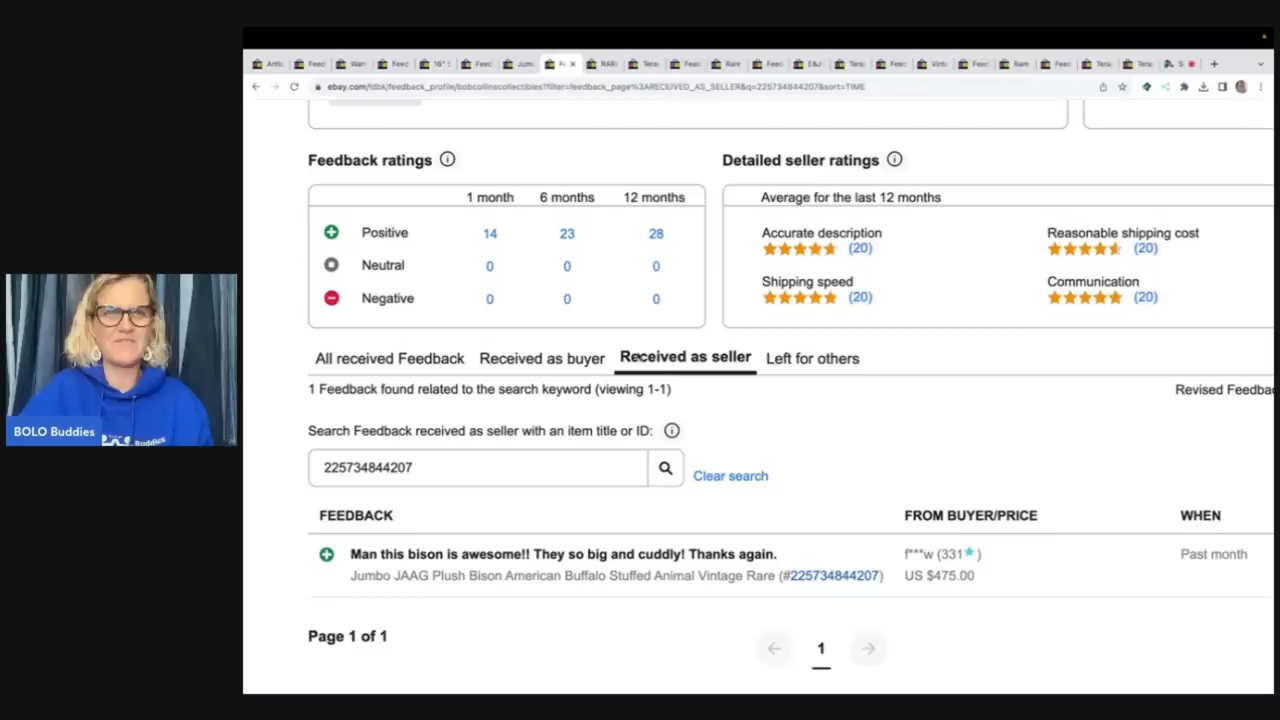 ebay.com/fdbk/feedback_profile/bobcollinscollectibles?filter=feedback_page%3ARECEIVED_AS_SELLER&q=225734844207&sort=TIME
Feedback ratings
Detailed seller ratings
1 month 6 months 12 months
Average for the last 12 months
Positive 14 23 28
Accurate description
(20)
Reasonable shipping cost
(20)
Neutral 0 0 0
Shipping speed
(20)
Communication
(20)
Negative 0 0 0
All received Feedback Received as buyer Received as seller Left for others
1 Feedback found related to the search keyword (viewing 1-1)
Revised Feedba
Search Feedback received as seller with an item title or ID:
225734844207
Clear search
FEEDBACK FROM BUYER/PRICE WHEN
Man this bison is awesome!! They so big and cuddly! Thanks again. f***w (331 ) Past month
Jumbo JAAG Plush Bison American Buffalo Stuffed Animal Vintage Rare (#225734844207) US $475.00
Page 1 of 1
1
BOLO Buddies
Buddies